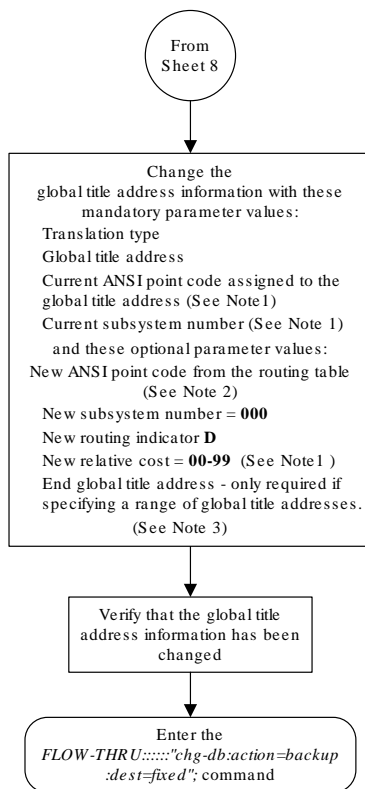 From
Sheet 8
Change the
global title address information with these
mandatory parameter values:
Translation type
Global title address
Current ANSI point code assigned to the
global title address (See Note1)
Current subsystem number (See Note 1)
and these optional parameter values:
New ANSI point code from the routing table
(See Note 2)
New subsystem number = 000
New routing indicator D
New relative cost = 00-99 (See Note1 )
End global title address - only required if
specifying a range of global title addresses.
(See Note 3)
Verify that the global title
address information has been
changed
Enter the
FLOW-THRU::::::"chg-db:action=backup
:dest=fixed"; command